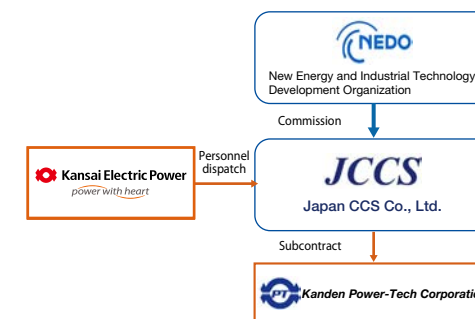 NEDO
New Energy and Industrial Technology
Development Organization
Commission
Kansai Electric Power
power with heart
Personnel
dispatch
JCCS
Japan CCS Co., Ltd.
Subcontract
PT
Kanden Power-Tech Corporatio